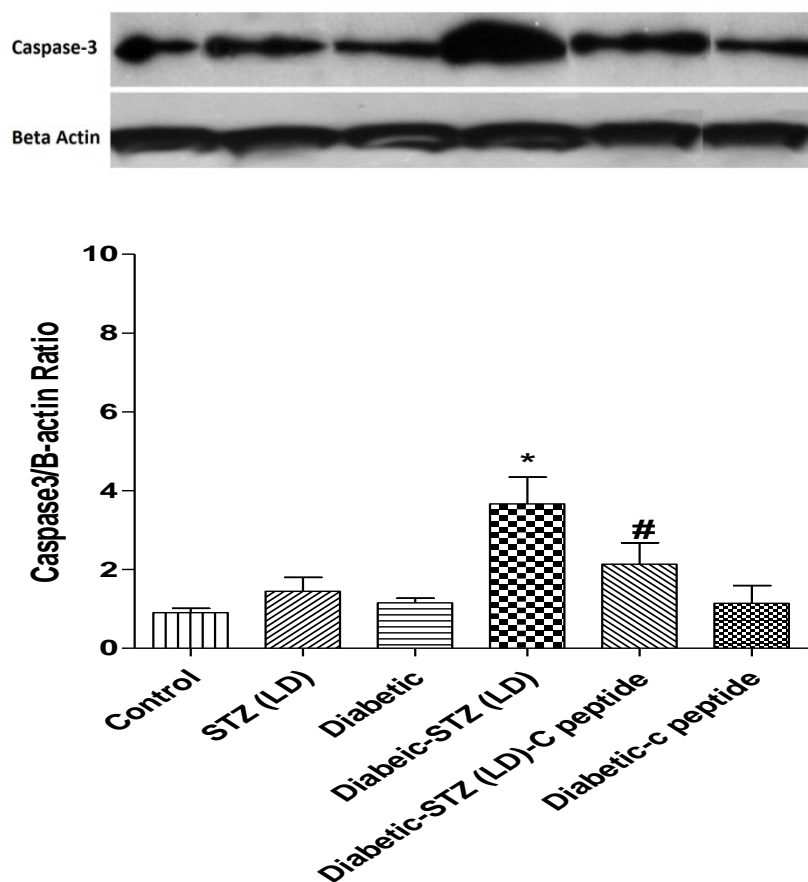 Caspase-3
Beta Actin
Caspase3/B-actin Ratio
10
8
6
4
2
0
*
#
Control
STZ (LD)
Diabetic
Diabeic-STZ (LD)
Diabetic-STZ (LD)-C peptide
Diabetic-c peptide